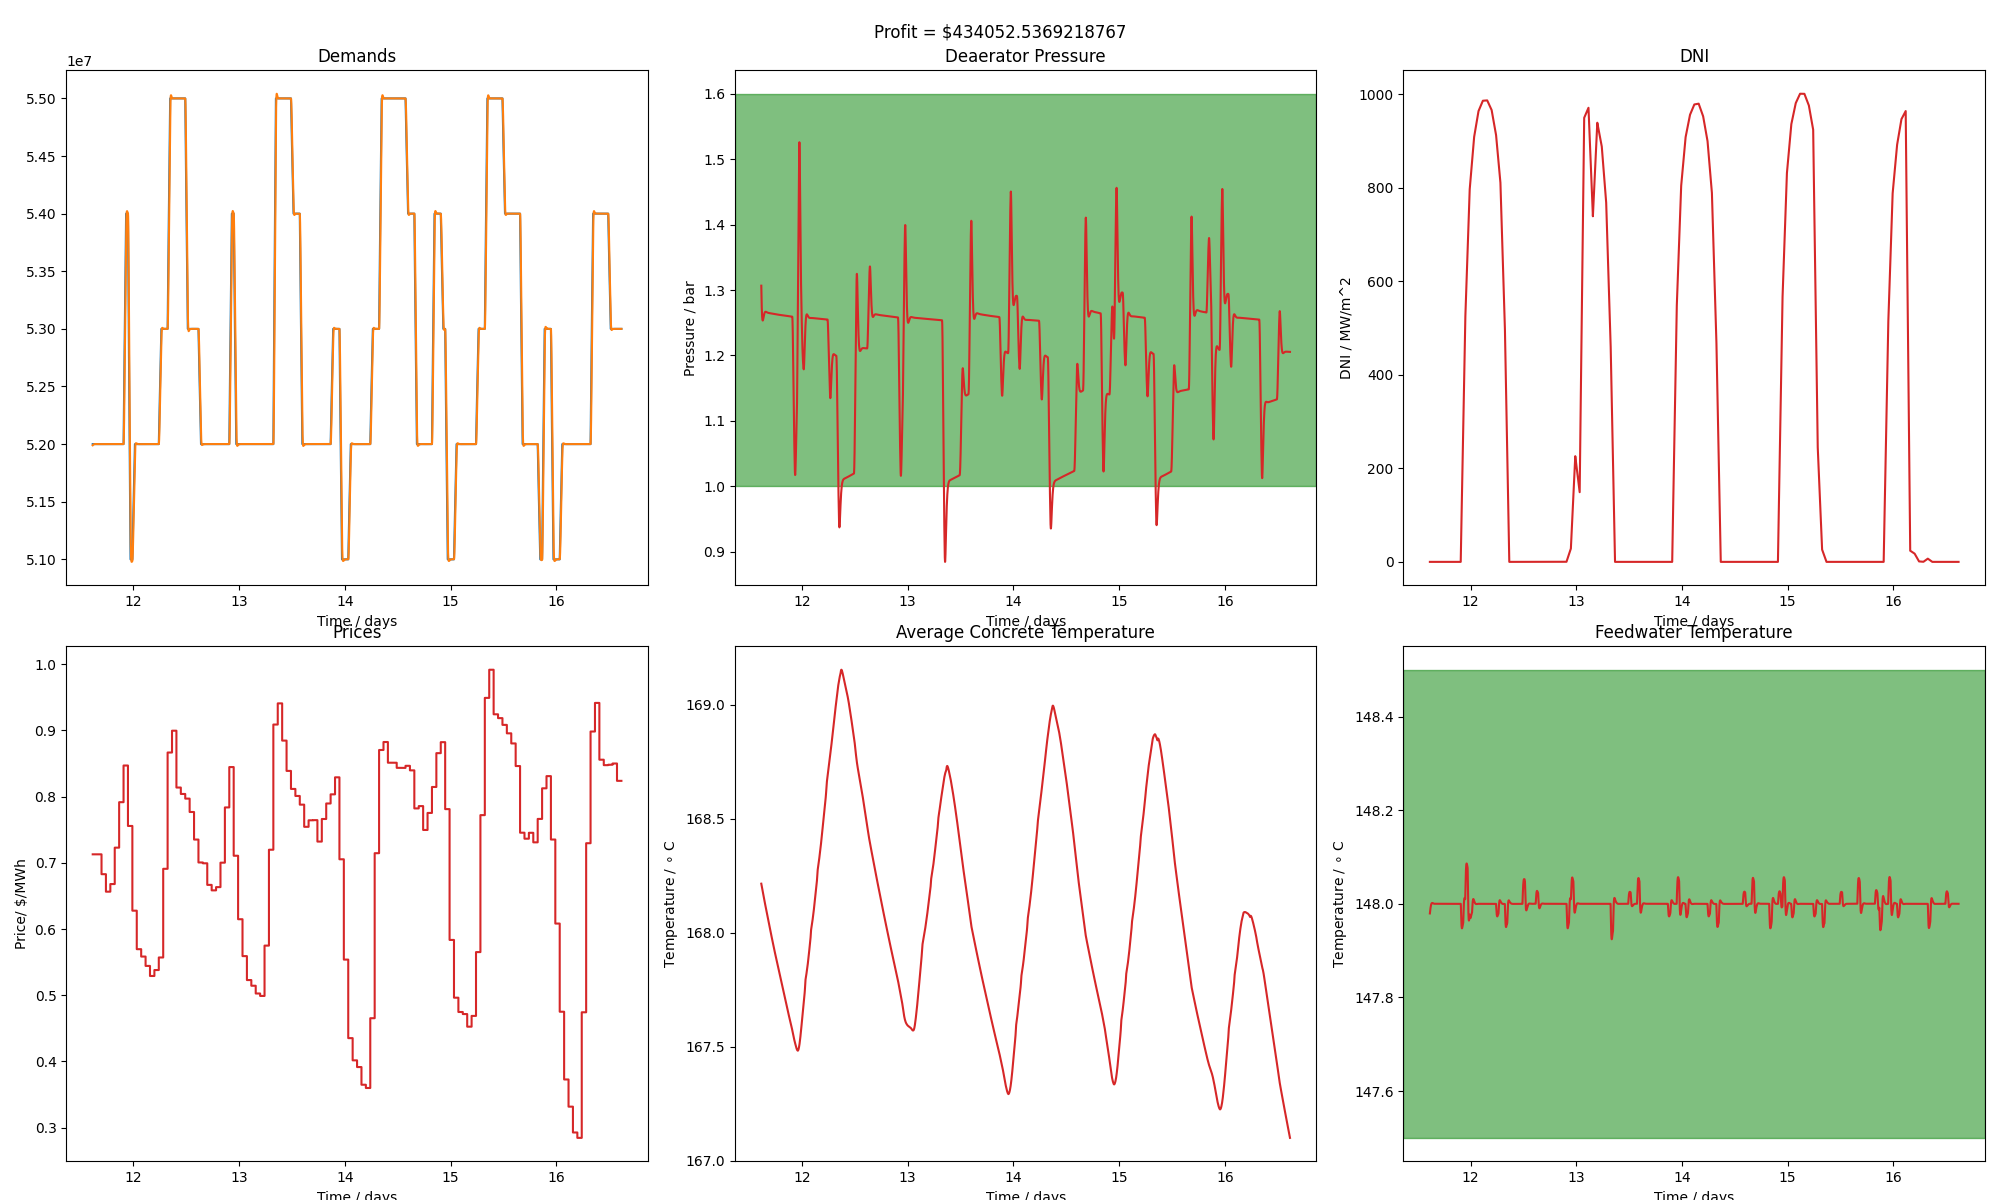 Profit = $434052.5369218767
Demands
1e7
5.50
5.45
5.40
5.35
5.30
5.25
5.20
5.15
5.10
12 13 14 15 16
Time / days
Deaerator Pressure
Pressure / bar
1.6
1.5
1.4
1.3
1.2
1.1
1.0
0.9
12 13 14 15 16
Time / days
DNI
DNI / MW/m^2
1000
800
600
400
200
0
12 13 14 15 16
Time / days
Prices
Price/ $/MWh
1.0
0.9
0.8
0.7
0.6
0.5
0.4
0.3
12 13 14 15 16
Time / days
Average Concrete Temperature
Temperature / ∘ C
169.0
168.5
168.0
167.5
167.0
12 13 14 15 16
Time / days
Feedwater Temperature
Temperature / ∘ C
148.4
148.2
148.0
147.8
147.6
12 13 14 15 16
Time / days